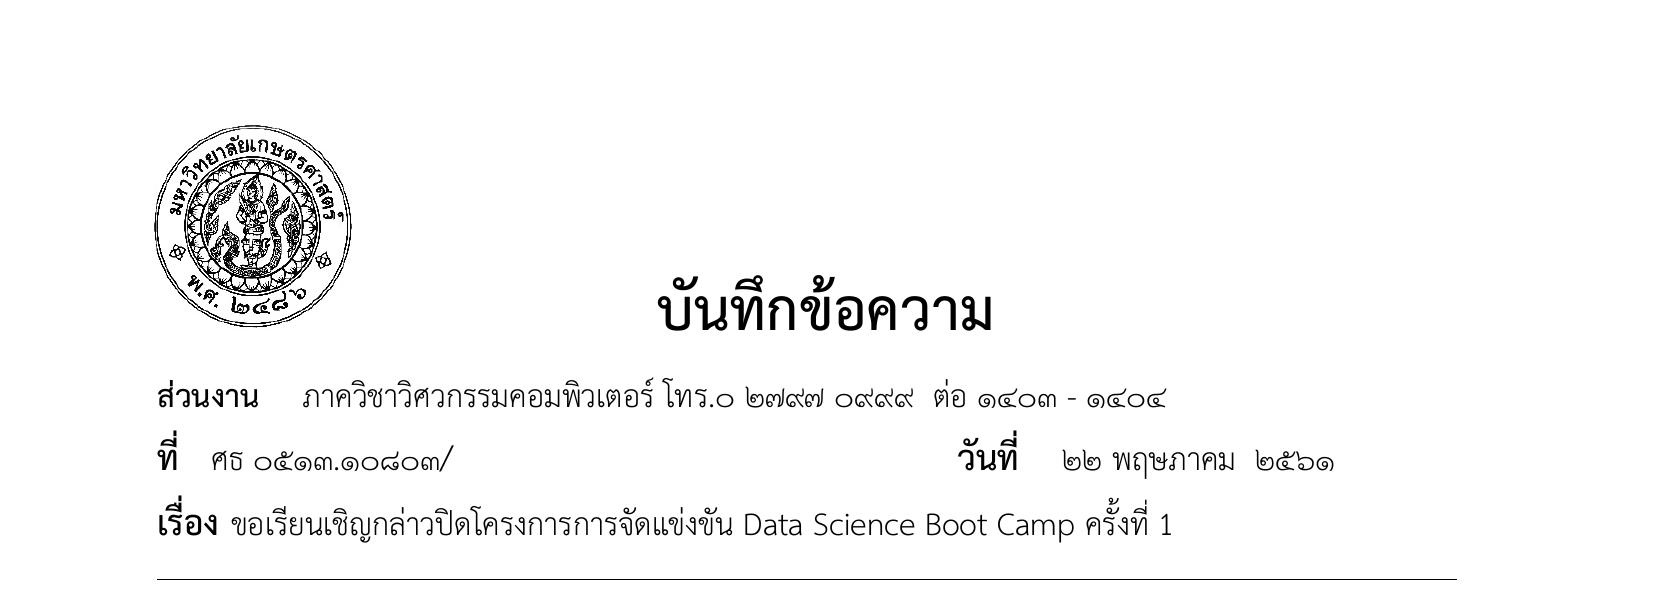 มหาวิทยาลัยเกษตรศาสตร์
พ.ศ. ๒๔๘๖
บันทึกข้อความ
ส่วนงาน ภาควิชาวิศวกรรมคอมพิวเตอร์ โทร.๐ ๒๗๙๗ ๐๙๙๙ ต่อ ๑๔๐๓ - ๑๔๐๔
ที่ ศธ ๐๕๑๓.๑๐๘๐๓/ วันที่ ๒๒ พฤษภาคม ๒๕๖๑
เรื่อง ขอเรียนเชิญกล่าวปิดโครงการการจัดแข่งขัน Data Science Boot Camp ครั้งที่ 1